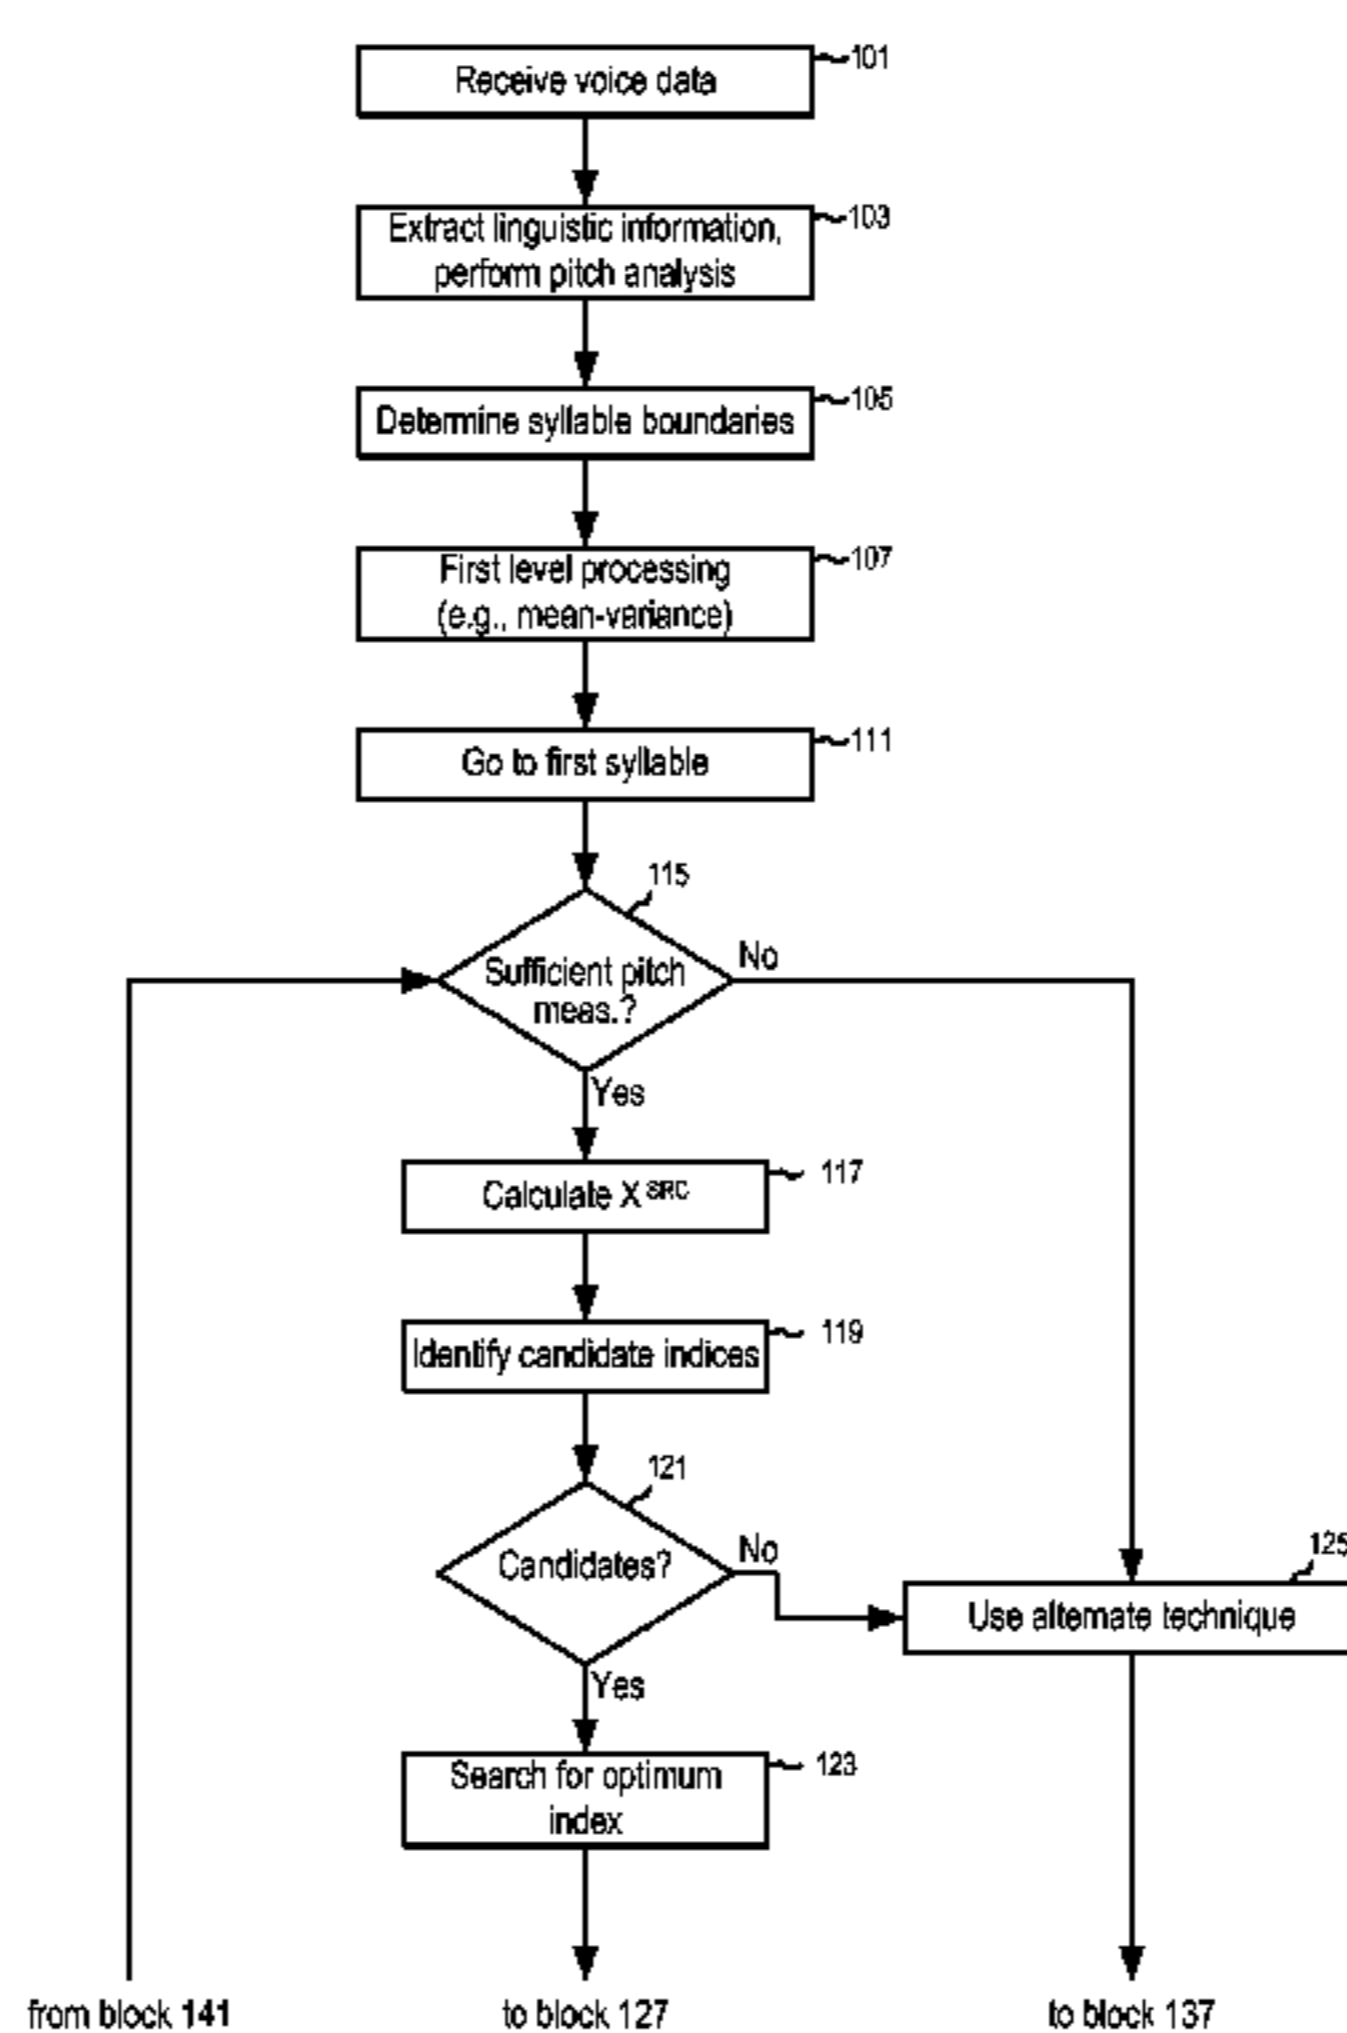 Receive voice data
101
Extract linguistic information,
perform pitch analysis
103
Determine syllable boundaries
105
First level processing
(e.g., mean-variance)
107
Go to first syllable
111
115
Sufficient pitch
meas.?
No
Yes
Calculate X SRC
117
Identify candidate indices
119
121
Candidates?
No
125
Use alternate technique
Yes
Search for optimum
index
123
from block 141
to block 127
to block 137